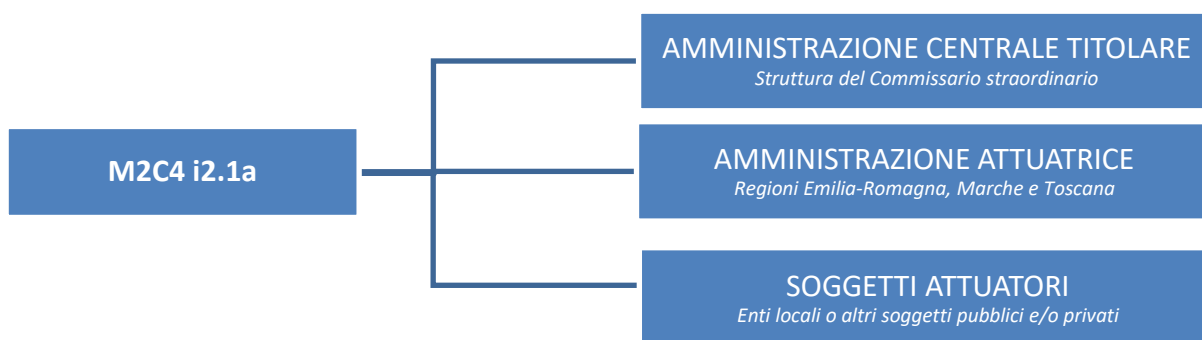 AMMINISTRAZIONE CENTRALE TITOLARE
Struttura del Commissario straordinario
M2C4 i2.1a
AMMINISTRAZIONE ATTUATRICE
Regioni Emilia-Romagna, Marche e Toscana
SOGGETTI ATTUATORI
Enti locali o altri soggetti pubblici e/o privati